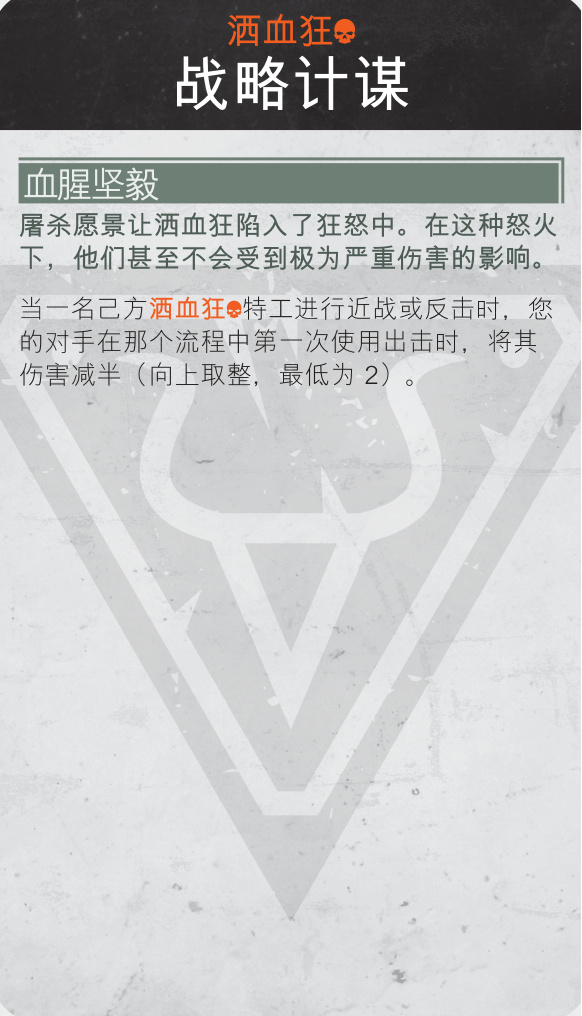 洒血狂
战略计谋
血腥坚毅
屠杀愿景让洒血狂陷入了狂怒中。在这种怒火
下，他们甚至不会受到极为严重伤害的影响。
当一名己方洒血狂特工进行近战或反击时，您
的对手在那个流程中第一次使用出击时，将其
伤害减半（向上取整，最低为 2）。